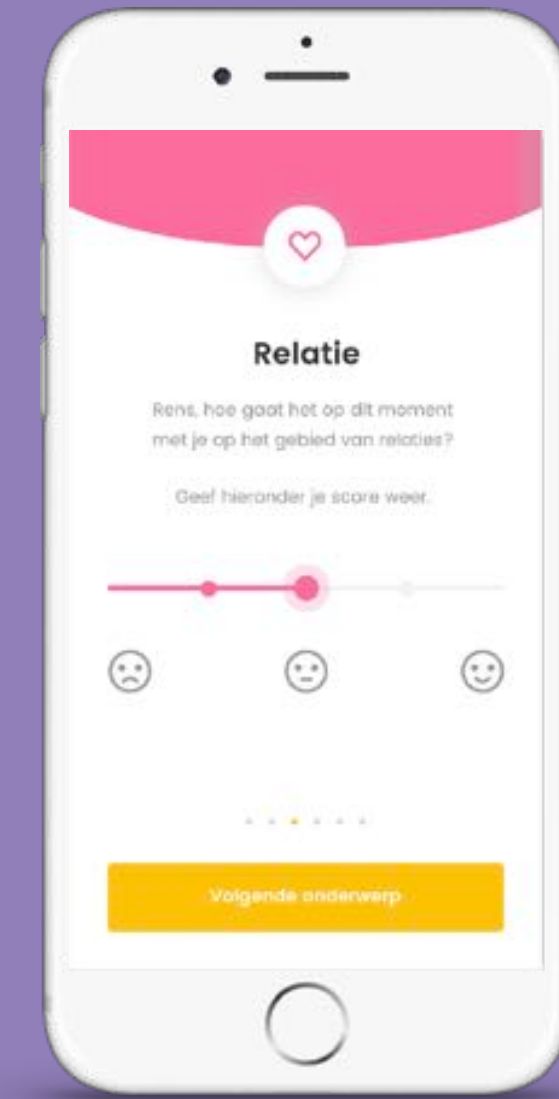 Relatie
Rens, hoe gaat het op dit moment
met je op het gebied van relaties?
Geef hieronder je score weer.
Volgende onderwerp